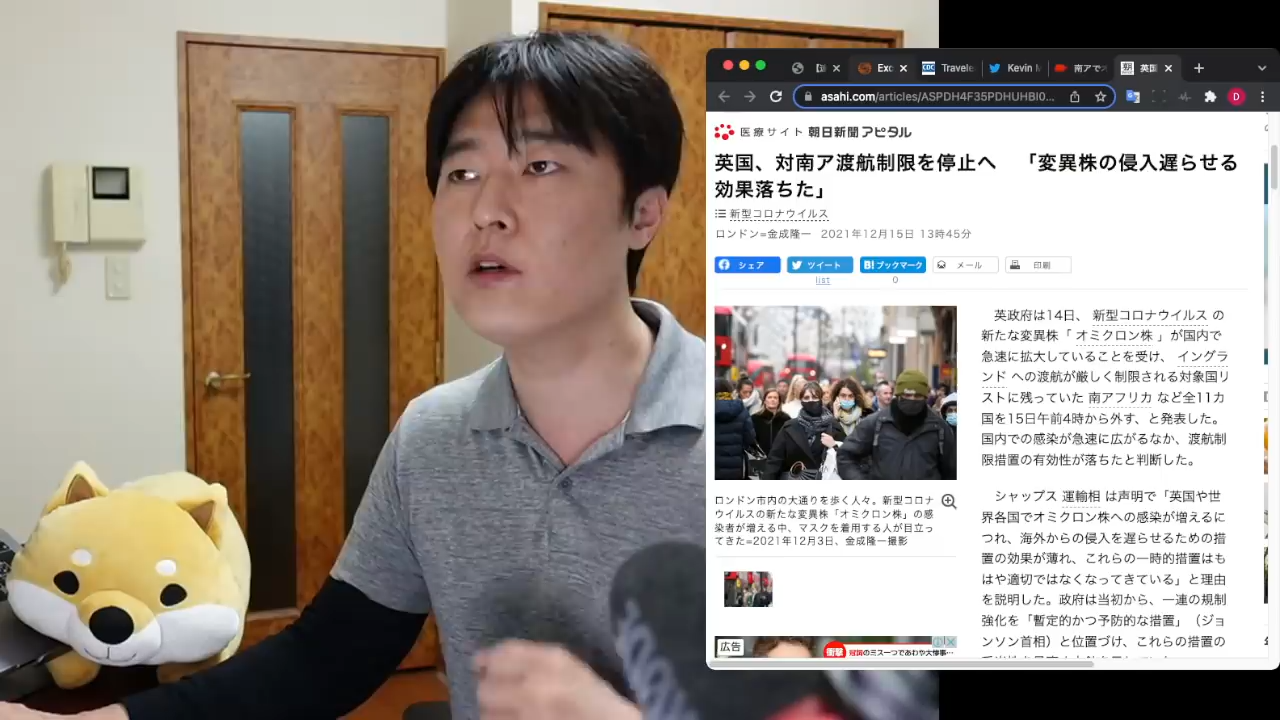 Exc
CDC
Travele
Kevin M
南アで
朝
英国
asahi.com/articles/ASPDH4F35PDHUHBI0...
D
医療サイト 朝日新聞アピタル
英国、対南ア渡航制限を停止へ 「変異株の侵入遅らせる
効果落ちた」
新型コロナウイルス
ロンドン=金成隆一 2021年12月15日 13時45分
シェア
ツイート
B!ブックマーク
メール
印刷
list
0
英政府は14日、 新型コロナウイルス の
新たな変異株「 オミクロン株 」が国内で
急速に拡大していることを受け、 イングラ
ンド への渡航が厳しく制限される対象国リ
ストに残っていた 南アフリカ など全11カ
国を15日午前4時から外す、と発表した。
国内での感染が急速に広がるなか、渡航制
限措置の有効性が落ちたと判断した。
シャップス 運輸相 は声明で「英国や世
界各国でオミクロン株への感染が増えるに
つれ、海外からの侵入を遅らせるための措
置の効果が薄れ、これらの一時的措置はも
はや適切ではなくなってきている」と理由
を説明した。政府は当初から、一連の規制
強化を「暫定的かつ予防的な措置」（ジョ
ンソン首相）と位置づけ、これらの措置の
ロンドン市内の大通りを歩く人々。新型コロナ
ウイルスの新たな変異株「オミクロン株」の感
染者が増える中、マスクを着用する人が目立っ
てきた=2021年12月3日、金成隆一撮影
広告
衝撃
冠国のミス一つであわや大惨事…